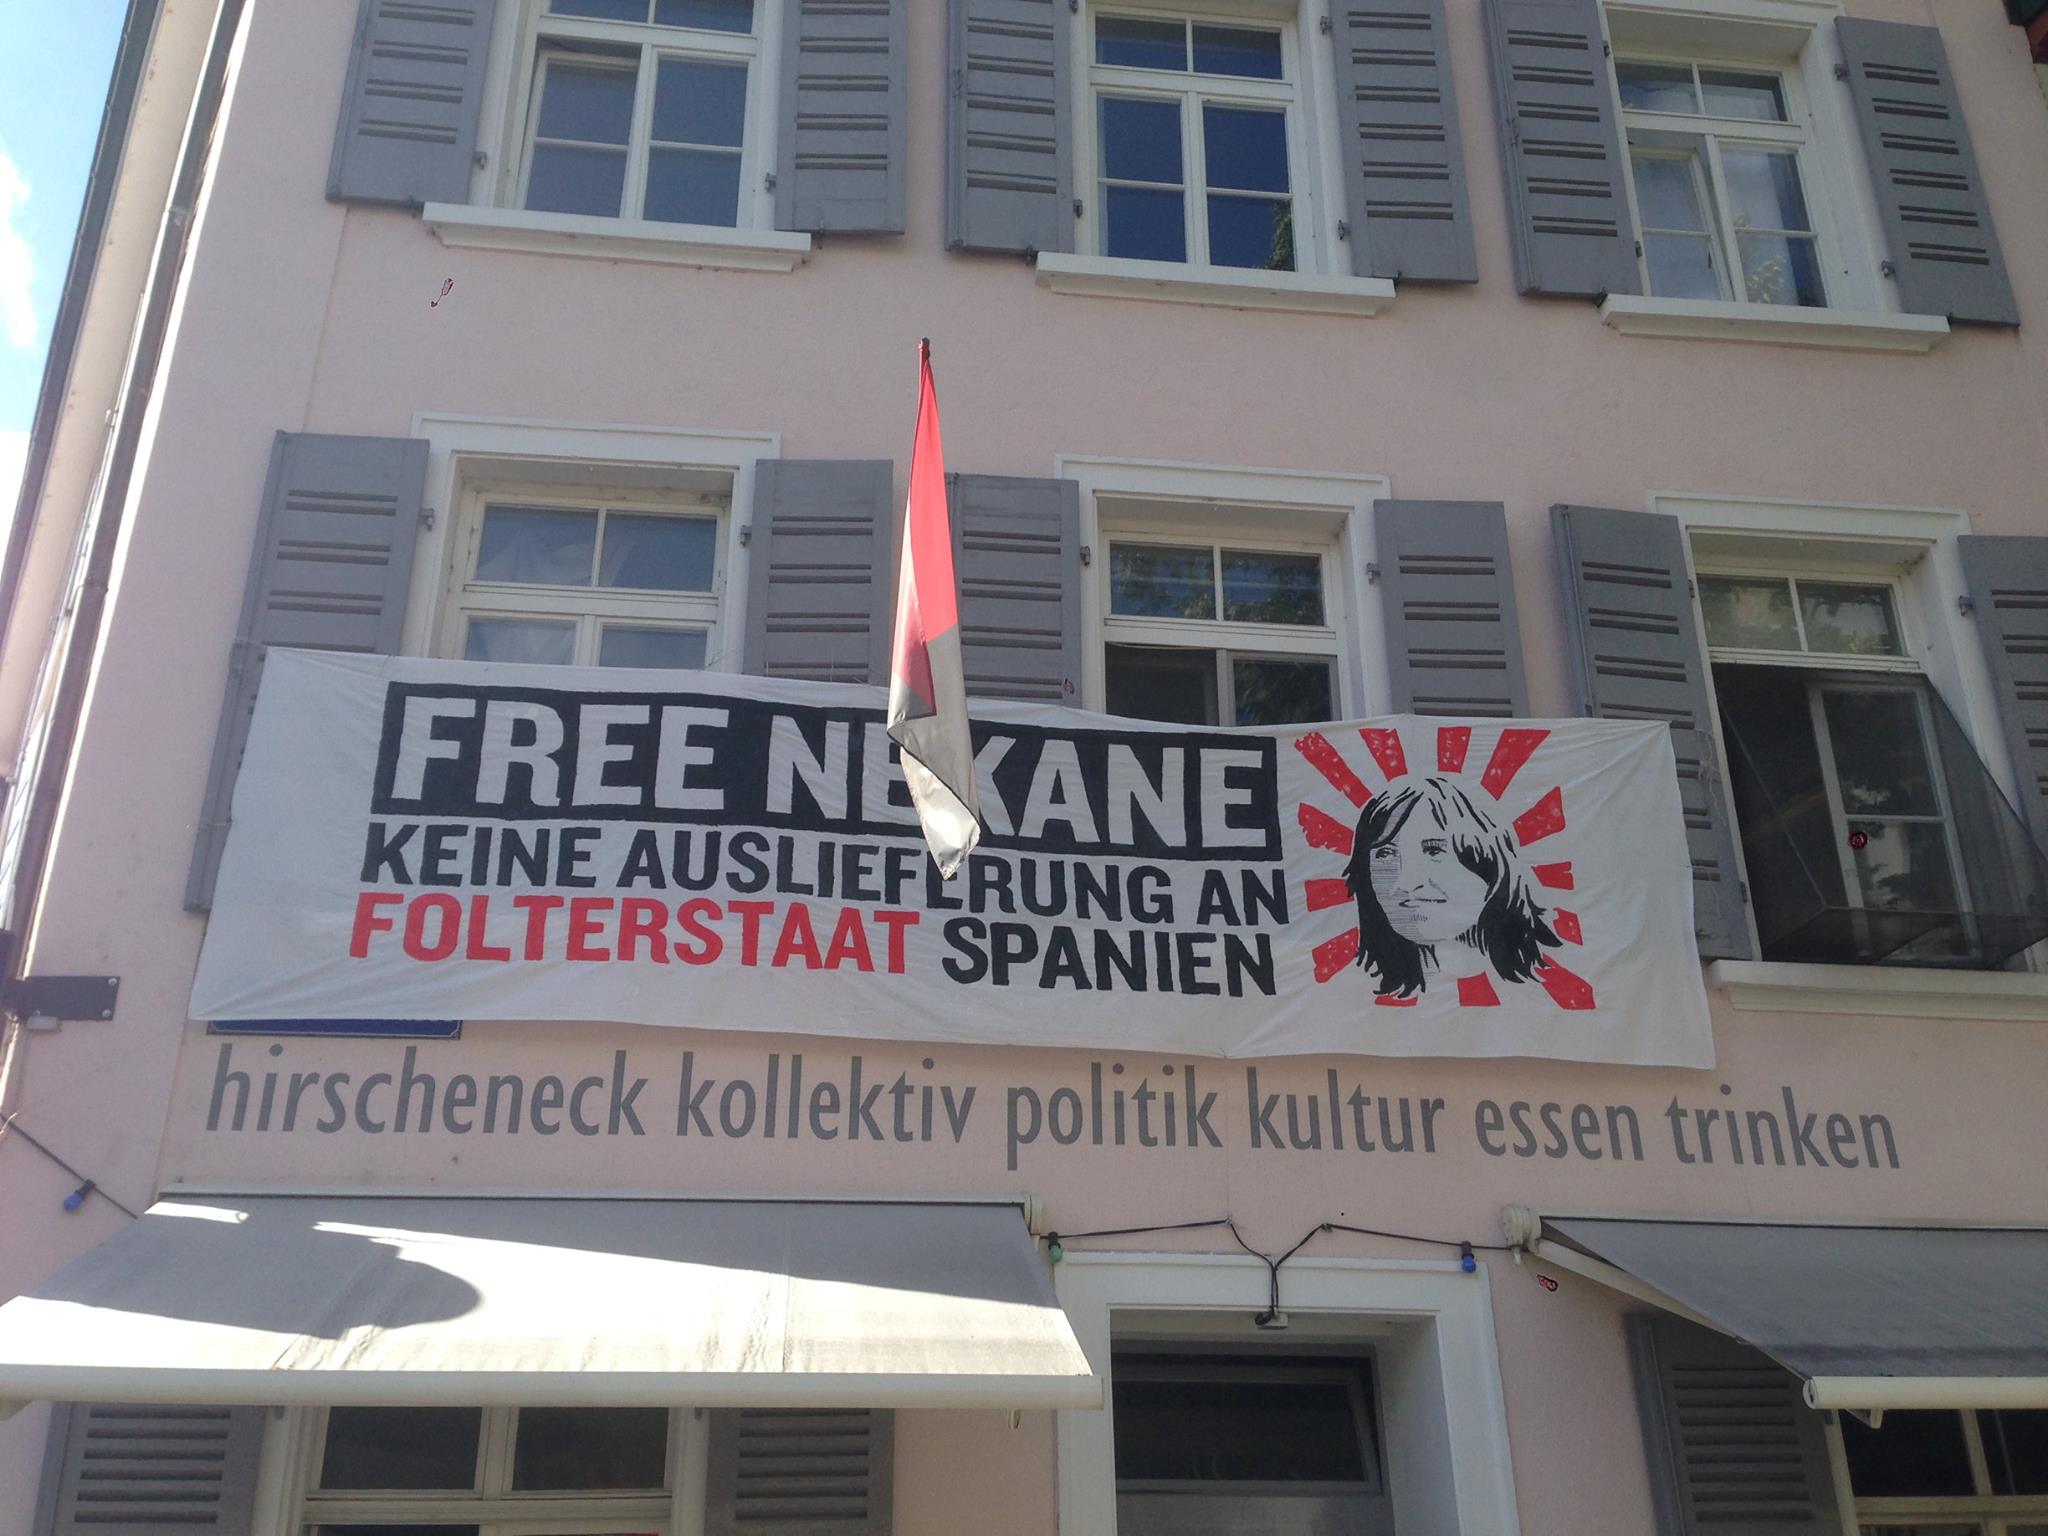 FREE NEKANE
KEINE AUSLIEFERUNG AN
FOLTERSTAAT SPANIEN
hirscheneck kollektiv politik kultur essen trinken